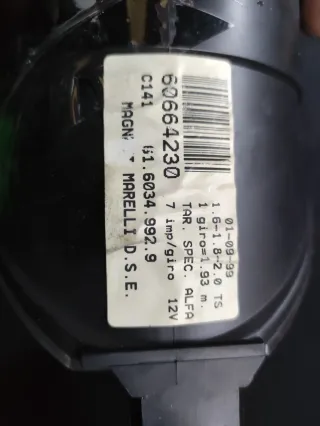 01-09-99
1.6-1.8-2.0 TS
1 giro=1.93 m.
TAR. SPEC. ALFA
7 imp/giro 12V
60664230
C141 61.6034.992.9
MARELLI D.S.E.